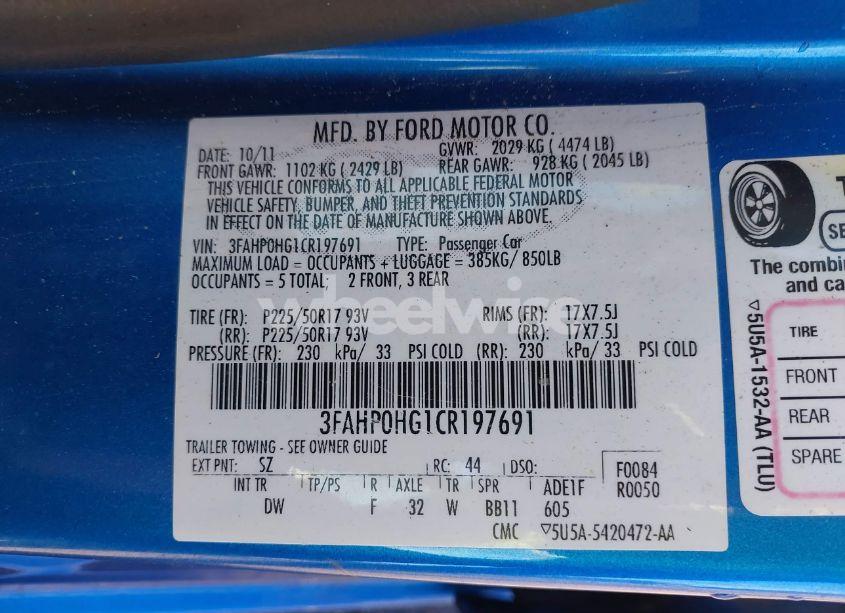 MFD. BY FORD MOTOR CO.
DATE: 10/11 GVWR: 2029 KG ( 4474 LB)
FRONT GAWR: 1102 KG ( 2429 LB) REAR GAWR: 928 KG ( 2045 LB)
THIS VEHICLE CONFORMS TO ALL APPLICABLE FEDERAL MOTOR
VEHICLE SAFETY, BUMPER, AND THEFT PREVENTION STANDARDS
IN EFFECT ON THE DATE OF MANUFACTURE SHOWN ABOVE.
VIN: 3FAHP0HG1CR197691 TYPE: Passenger Car
MAXIMUM LOAD = OCCUPANTS + LUGGAGE = 385KG/ 850LB
OCCUPANTS = 5 TOTAL: 2 FRONT, 3 REAR
wheelwise
TIRE (FR): P225/50R17 93V RIMS (FR): 17X7.5J
(RR): P225/50R17 93V (RR): 17X7.5J
PRESSURE (FR): 230 kPa/ 33 PSI COLD (RR): 230 kPa/ 33 PSI COLD
3FAHP0HG1CR197691
TRAILER TOWING - SEE OWNER GUIDE
EXT PNT: SZ RC: 44 DSO: F0084
INT TR TP/PS R AXLE TR SPR ADE1F R0050
DW F 32 W BB11 605
CMC ▽5U5A-5420472-AA
The combin
and ca
TIRE
FRONT
REAR
SPARE
▽5U5A-1532-AA (TLU)